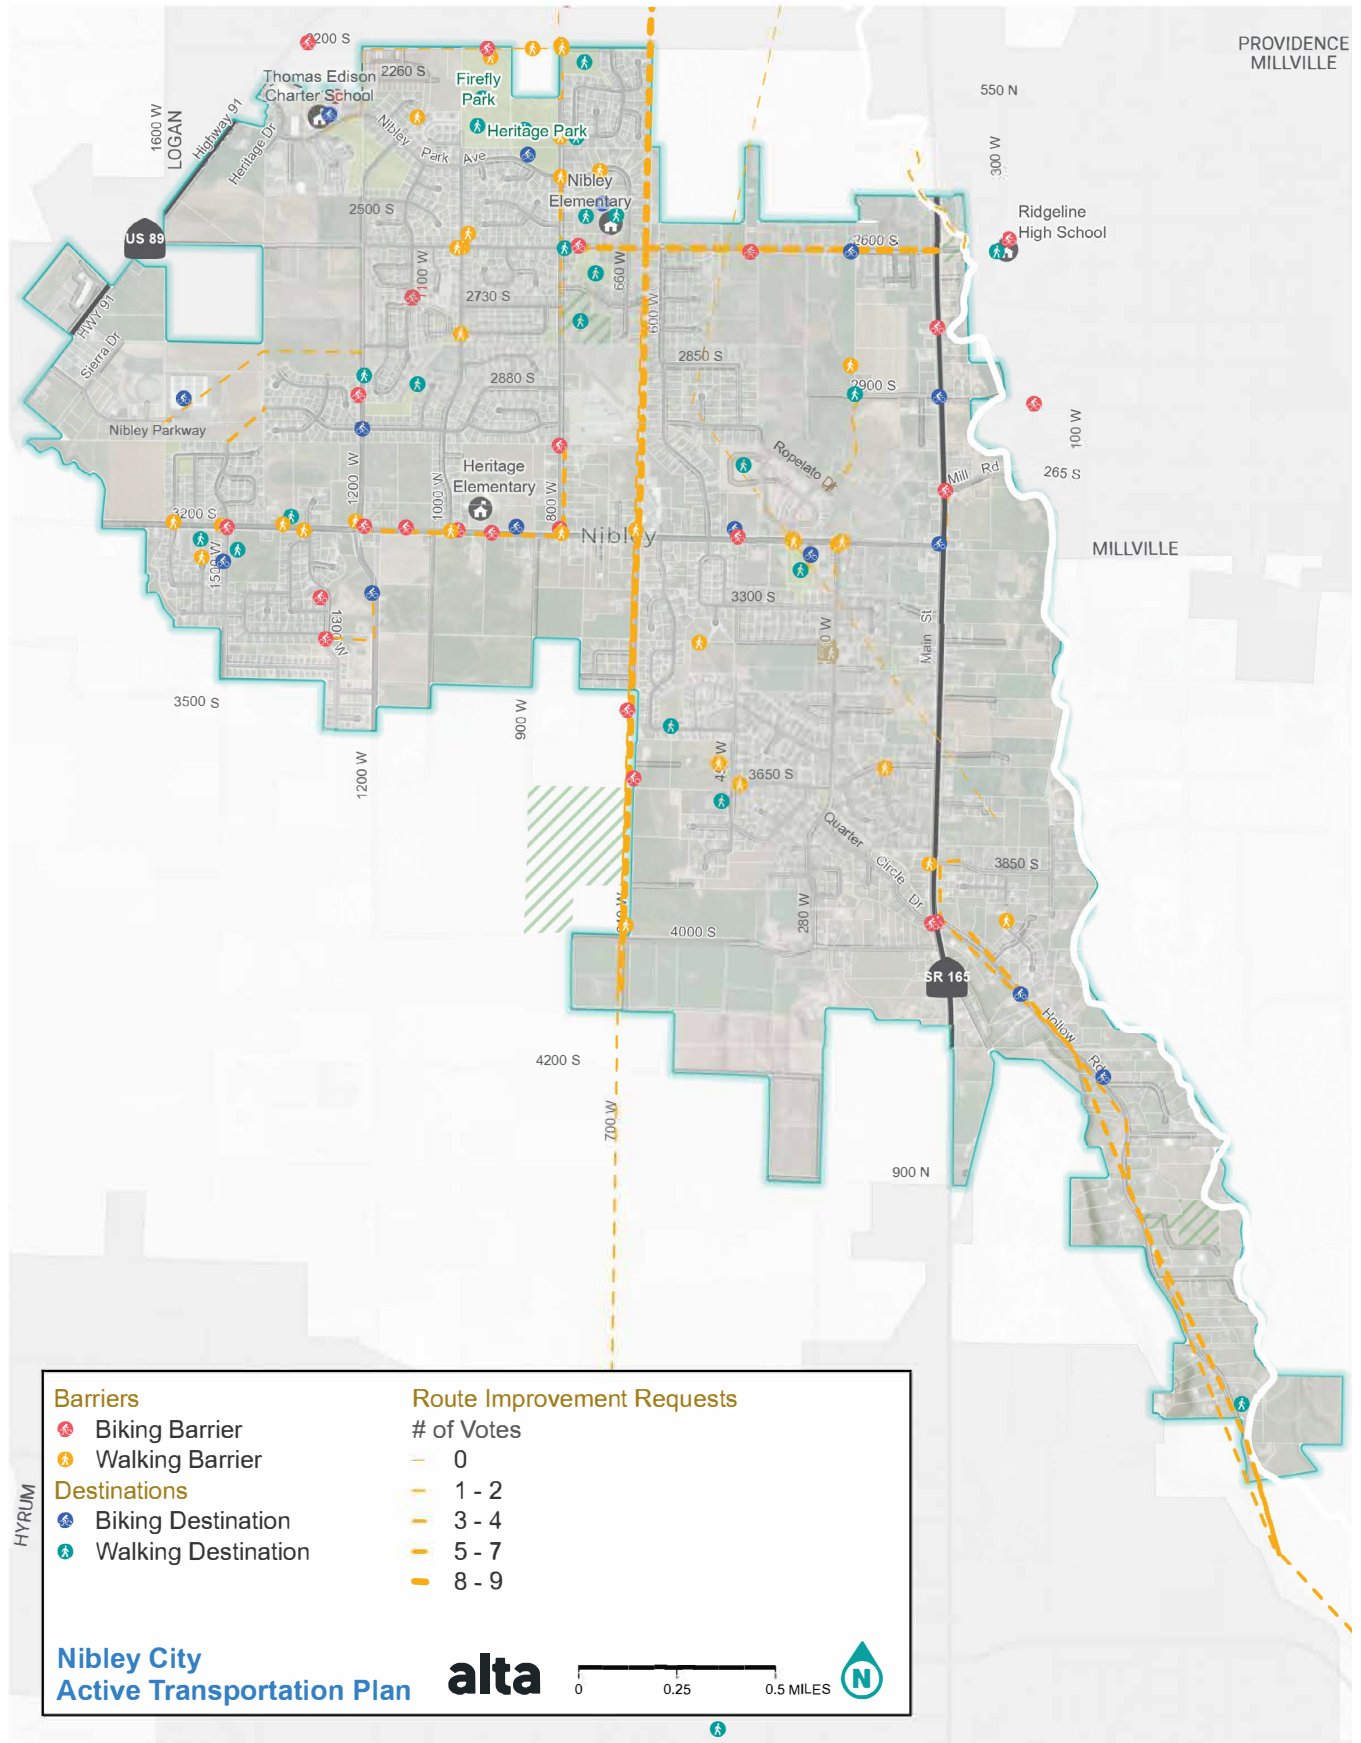 PROVIDENCE
MILLVILLE
2200 S
2260 S
Thomas Edison
Charter School
Firefly
Park
550 N
1600 W
LOGAN
Highway 91
Heritage Dr
Nibley Park Ave
Heritage Park
300 W
Nibley
Elementary
2500 S
Ridgeline
High School
US 89
2600 S
1100 W
660 W
2730 S
600 W
HWY 91
Sierra Dr
2850 S
2880 S
2900 S
Nibley Parkway
100 W
Ropelato Dr
Mill Rd
265 S
Heritage
Elementary
1200 W
1000 W
800 W
3200 S
Nibley
MILLVILLE
1500 W
3300 S
1300 W
Main St
3500 S
900 W
1200 W
3650 S
Quarter Circle Dr
3850 S
280 W
4000 S
SR 165
Hollow Rd
4200 S
700 W
900 N
HYRUM
Barriers
Biking Barrier
Walking Barrier
Destinations
Biking Destination
Walking Destination
Route Improvement Requests
# of Votes
0
1 - 2
3 - 4
5 - 7
8 - 9
Nibley City
Active Transportation Plan
alta
0 0.25 0.5 MILES
N